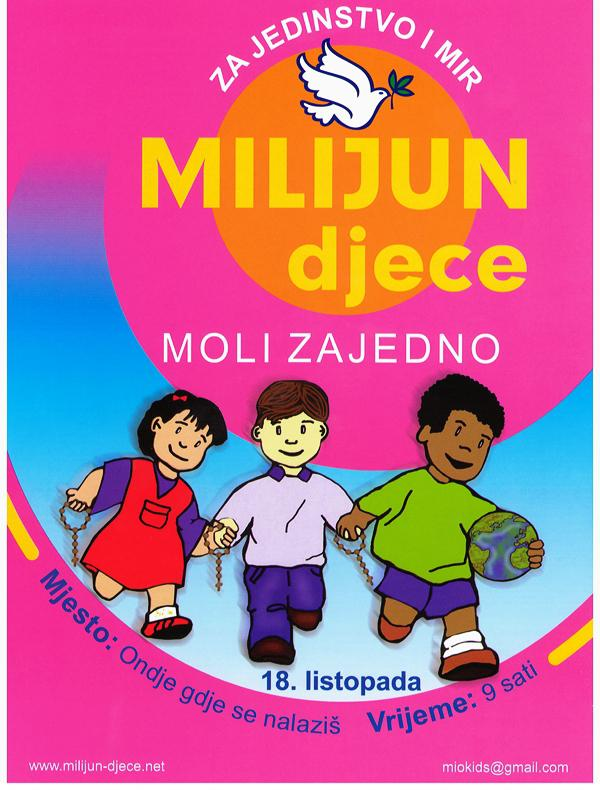 ZA JEDINSTVO I MIR
MILIJUN
djece
MOLI ZAJEDNO
Mjesto: Ondje gdje se nalaziš
18. listopada
Vrijeme: 9 sati
www.milijun-djece.net
miokids@gmail.com